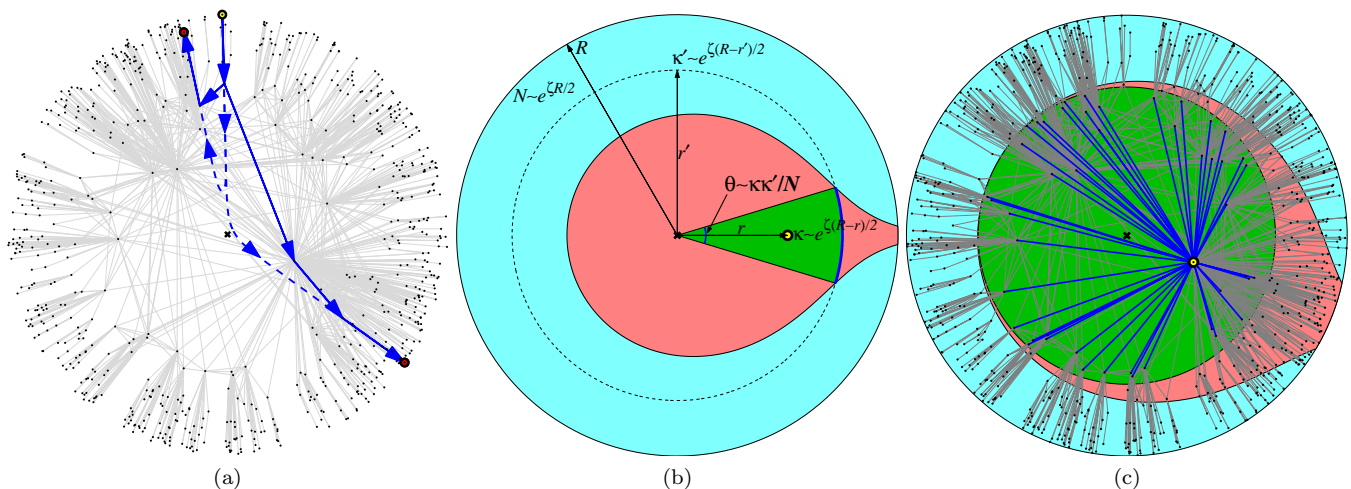 R
κ′~e^ζ(R−r′)/2
N~e^ζR/2
r′
θ~κκ′/N
r
κ~e^ζ(R−r)/2
(a)
(b)
(c)